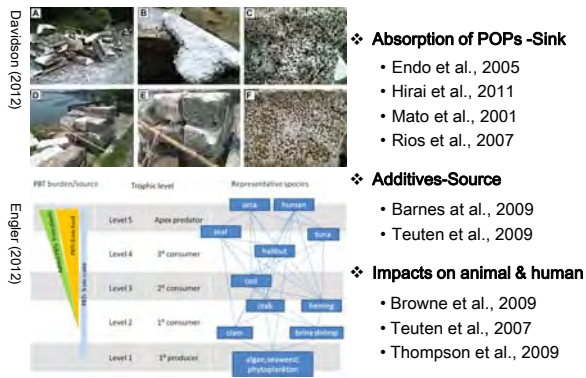 Davidson (2012)
A
B
C
D
E
F
Engler (2012)
PBT burden/source
Trophic level
Representative species
Level 5
Apex predator
Level 4
3° consumer
Level 3
2° consumer
Level 2
1° consumer
Level 1
1° producer
orca
human
seal
tuna
halibut
cod
crab
herring
clam
brine shrimp
algae; seaweed;
phytoplankton
❖ Absorption of POPs -Sink
• Endo et al., 2005
• Hirai et al., 2011
• Mato et al., 2001
• Rios et al., 2007
❖ Additives-Source
• Barnes at al., 2009
• Teuten et al., 2009
❖ Impacts on animal & human
• Browne et al., 2009
• Teuten et al., 2007
• Thompson et al., 2009